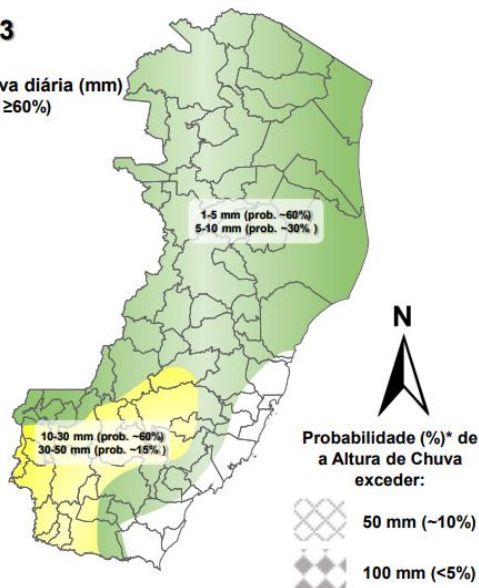 3
va diária (mm)
≥60%)
1-5 mm (prob. ~60%)
5-10 mm (prob. ~30% )
10-30 mm (prob. ~60%)
30-50 mm (prob. ~15% )
N
Probabilidade (%)* de
a Altura de Chuva
exceder:
50 mm (~10%)
100 mm (<5%)